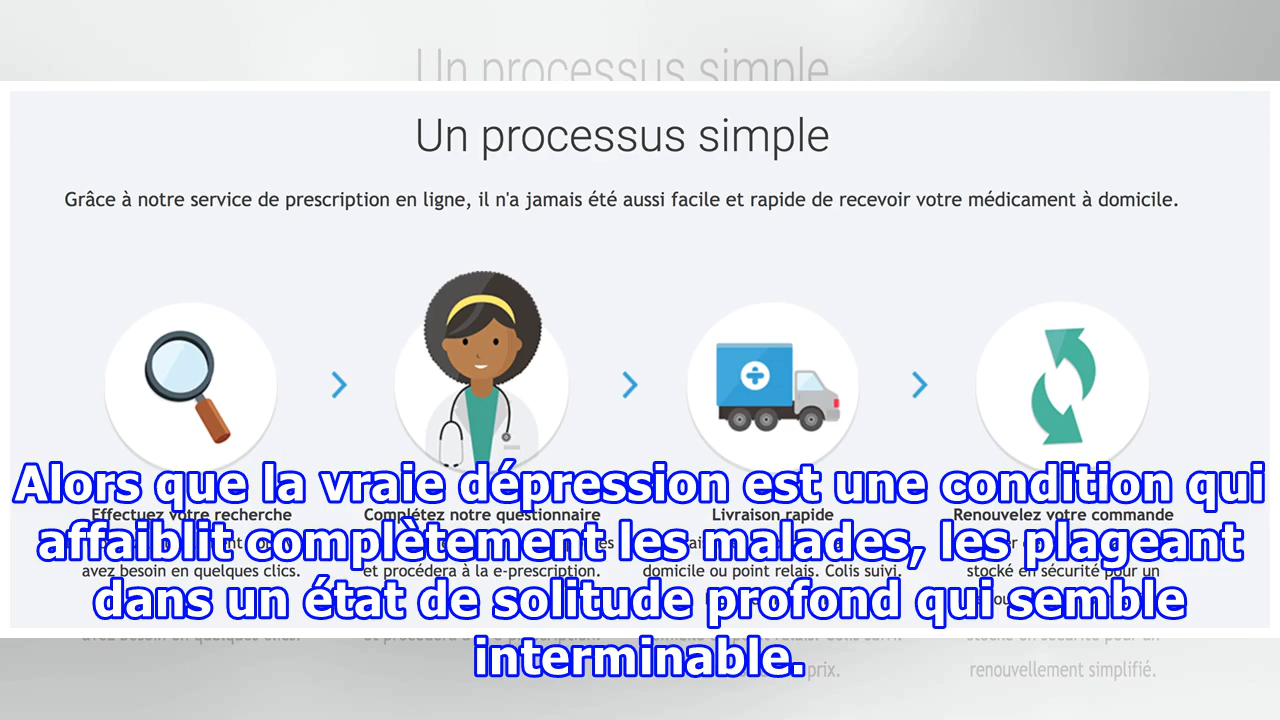 Un processus simple
Un processus simple
Grâce à notre service de prescription en ligne, il n'a jamais été aussi facile et rapide de recevoir votre médicament à domicile.
Alors que la vraie dépression est une condition qui
Effectuez votre recherche
Complétez notre questionnaire
Livraison rapide
Renouvelez votre commande
affaiblit complètement les malades, les plageant
avez besoin en quelques clics.
et procédera à la e-prescription.
domicile ou point relais. Colis suivi.
stocké en sécurité pour un
dans un état de solitude profond qui semble
interminable.
prix.
renouvellement simplifié.